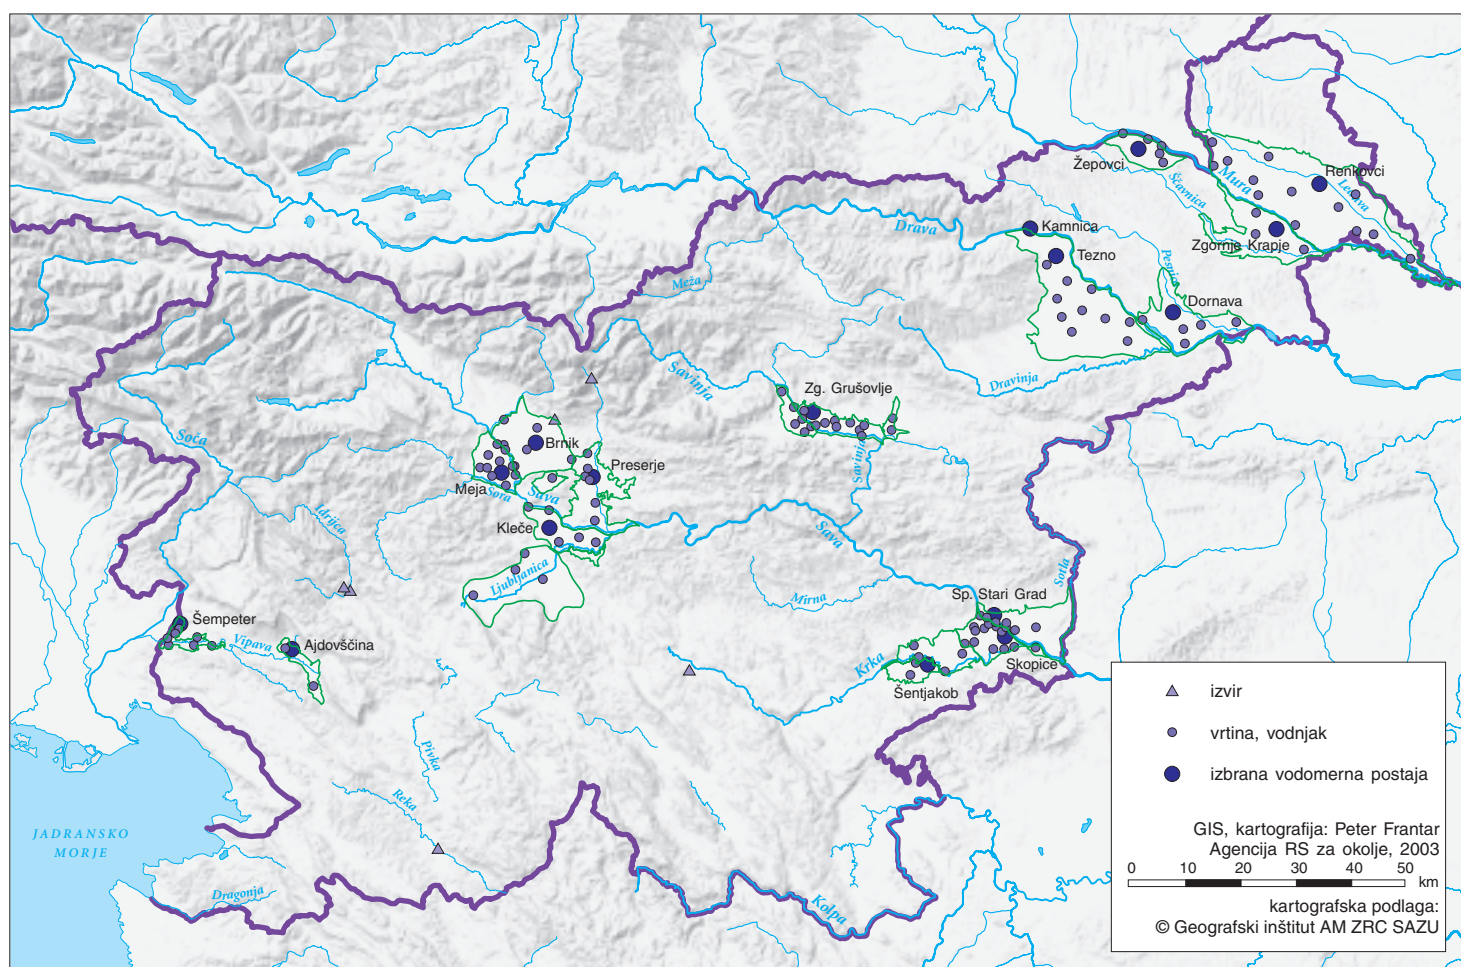 Žepovci
Ščavnica
Mura
Renkovci
Ledava
Zgornje Krapje
Kamnica
Drava
Tezno
Pesnica
Meža
Dornava
Dravinja
Savinja
Zg. Grušovlje
Savinja
Soča
Brnik
Preserje
Meja
Sora
Sava
Kleče
Idrijca
Ljubljanica
Sava
Mirna
Sotla
Sp. Stari Grad
Šempeter
Vipava
Ajdovščina
Krka
Skopice
Šentjakob
Pivka
Reka
JADRANSKO
MORJE
Dragonja
Kolpa
izvir
vrtina, vodnjak
izbrana vodomerna postaja
GIS, kartografija: Peter Frantar
Agencija RS za okolje, 2003
0 10 20 30 40 50
km
kartografska podlaga:
© Geografski inštitut AM ZRC SAZU